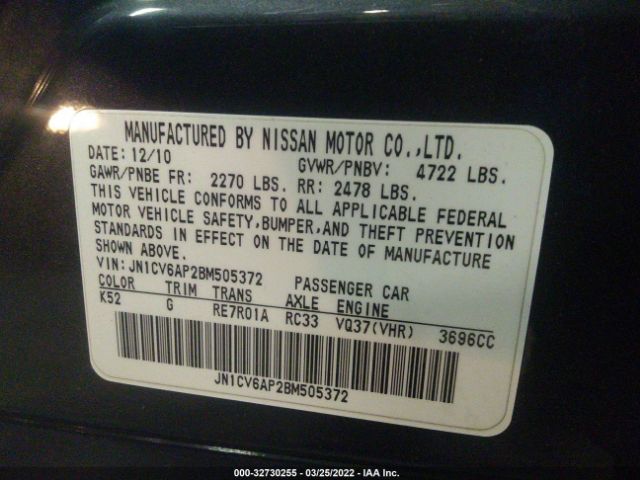 MANUFACTURED BY NISSAN MOTOR CO.,LTD.
DATE: 12/10 GVWR/PNBV: 4722 LBS.
GAWR/PNBE FR: 2270 LBS. RR: 2478 LBS.
THIS VEHICLE CONFORMS TO ALL APPLICABLE FEDERAL
MOTOR VEHICLE SAFETY,BUMPER,AND THEFT PREVENTION
STANDARDS IN EFFECT ON THE DATE OF MANUFACTURE
SHOWN ABOVE.
VIN: JN1CV6AP2BM505372 PASSENGER CAR
COLOR TRIM TRANS AXLE ENGINE
K52 G RE7R01A RC33 VQ37(VHR) 3696CC
JN1CV6AP2BM505372
000-32730255 - 03/25/2022 - IAA Inc.